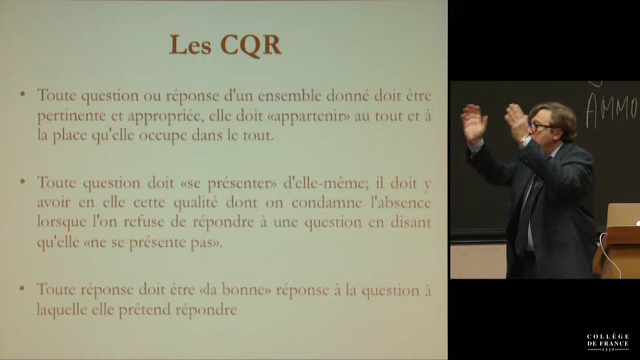 Les CQR
• Toute question ou réponse d'un ensemble donné doit être
pertinente et appropriée, elle doit «appartenir» au tout et à
la place qu'elle occupe dans le tout.
• Toute question doit «se présenter» d'elle-même; il doit y
avoir en elle cette qualité dont on condamne l'absence
lorsque l'on refuse de répondre à une question en disant
qu'elle «ne se présente pas».
• Toute réponse doit être «la bonne» réponse à la question à
laquelle elle prétend répondre
AMMO
COLLÈGE
DE FRANCE
1530